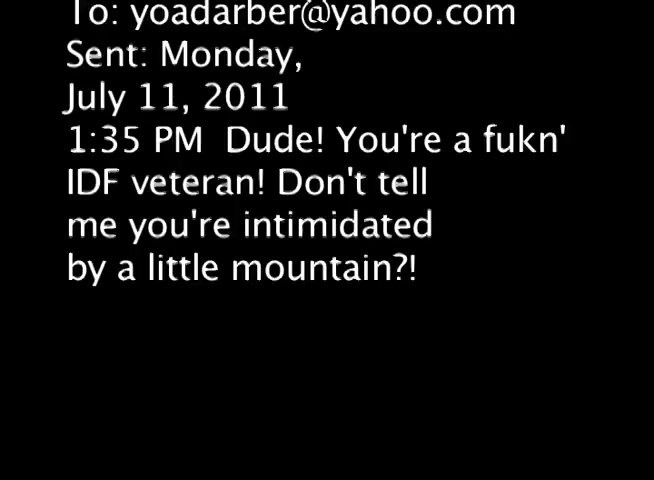 To: yoadarber@yahoo.com
Sent: Monday,
July 11, 2011
1:35 PM  Dude! You're a fukn'
IDF veteran! Don't tell
me you're intimidated
by a little mountain?!